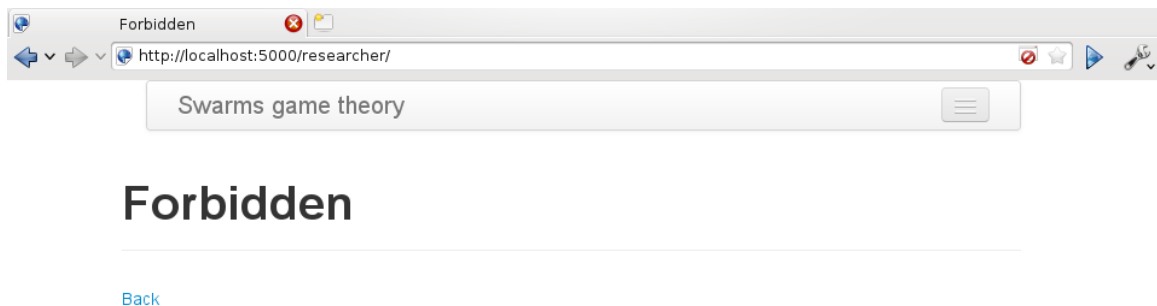 Forbidden
http://localhost:5000/researcher/
Swarms game theory
Forbidden
Back